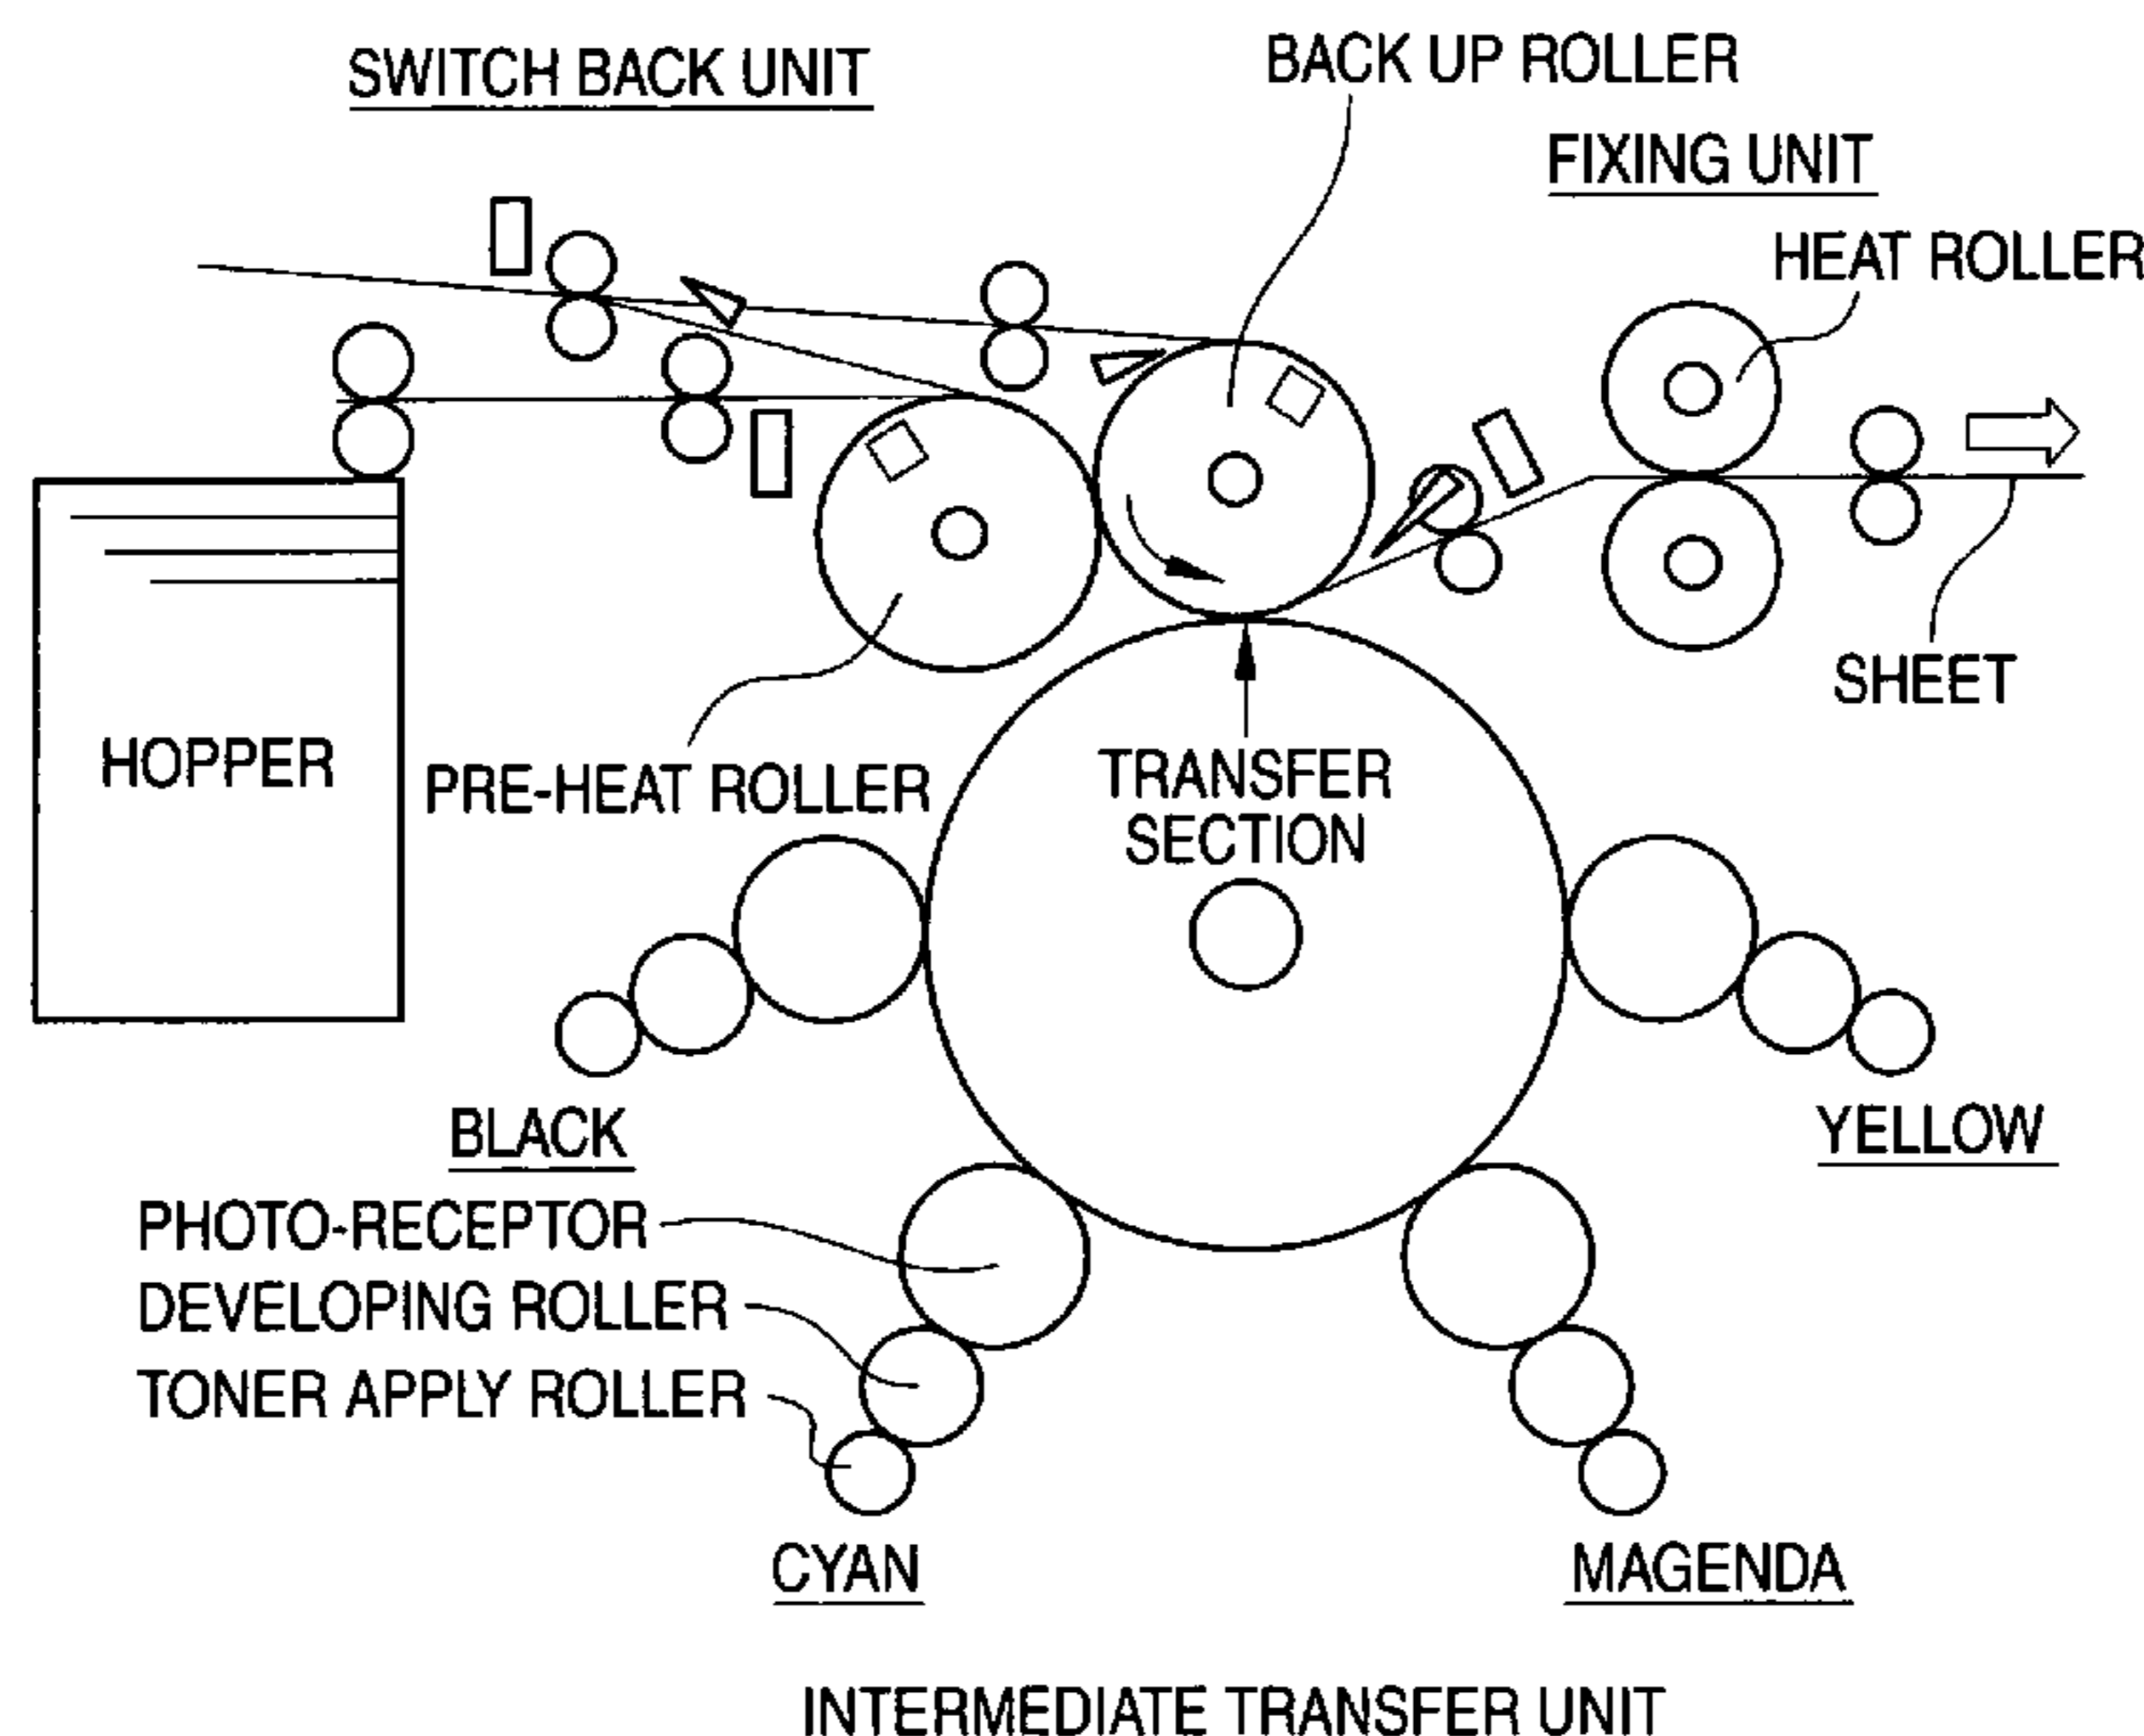 SWITCH BACK UNIT
BACK UP ROLLER
FIXING UNIT
HEAT ROLLER
SHEET
HOPPER
PRE-HEAT ROLLER
TRANSFER
SECTION
BLACK
YELLOW
PHOTO-RECEPTOR
DEVELOPING ROLLER
TONER APPLY ROLLER
CYAN
MAGENDA
INTERMEDIATE TRANSFER UNIT